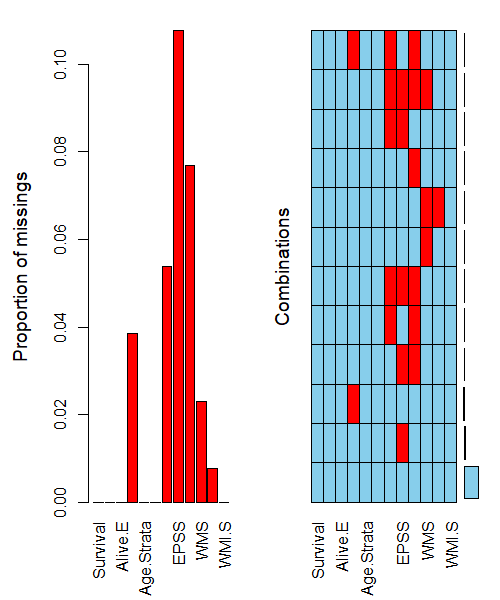 Proportion of missings
0.00
0.02
0.04
0.06
0.08
0.10
Survival
Alive.E
Age.Strata
EPSS
WMS
WMI.S
Combinations
Survival
Alive.E
Age.Strata
EPSS
WMS
WMI.S